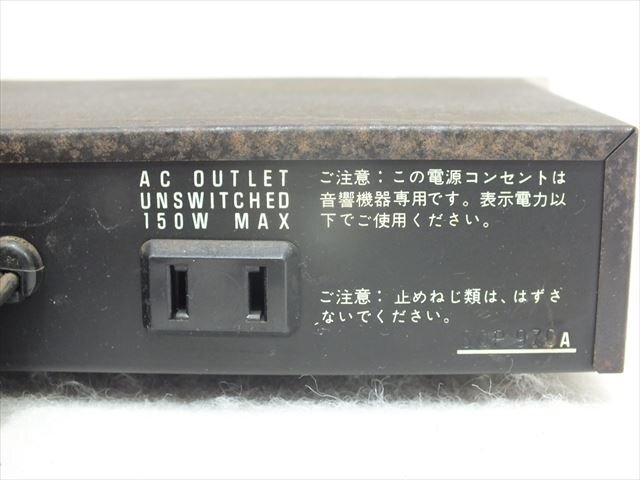 AC OUTLET
UNSWITCHED
150W MAX
ご注意：この電源コンセントは
音響機器専用です。表示電力以
下でご使用ください。
ご注意：止めねじ類は、はずさ
ないでください。
A